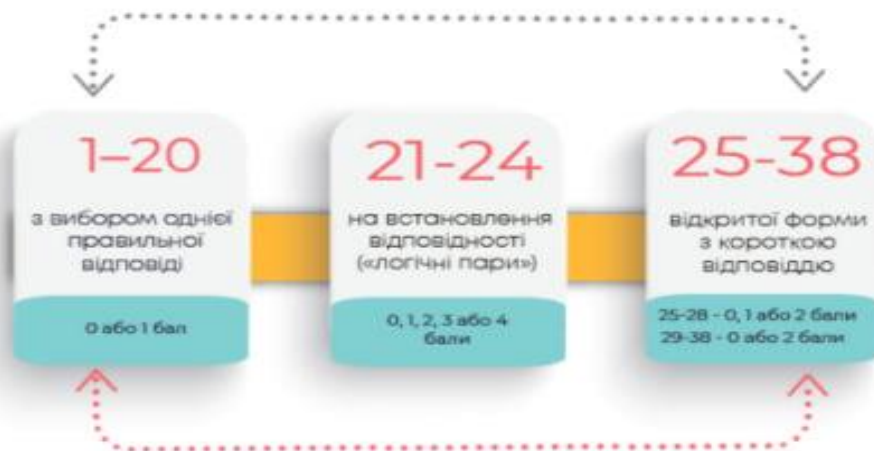 1–20
з вибором однієї
правильної
відповіді
0 або 1 бал
21-24
на встановлення
відповідності
(«логічні пари»)
0, 1, 2, 3 або 4
бали
25-38
відкритої форми
з короткою
відповіддю
25-28 - 0, 1 або 2 бали
29-38 - 0 або 2 бали